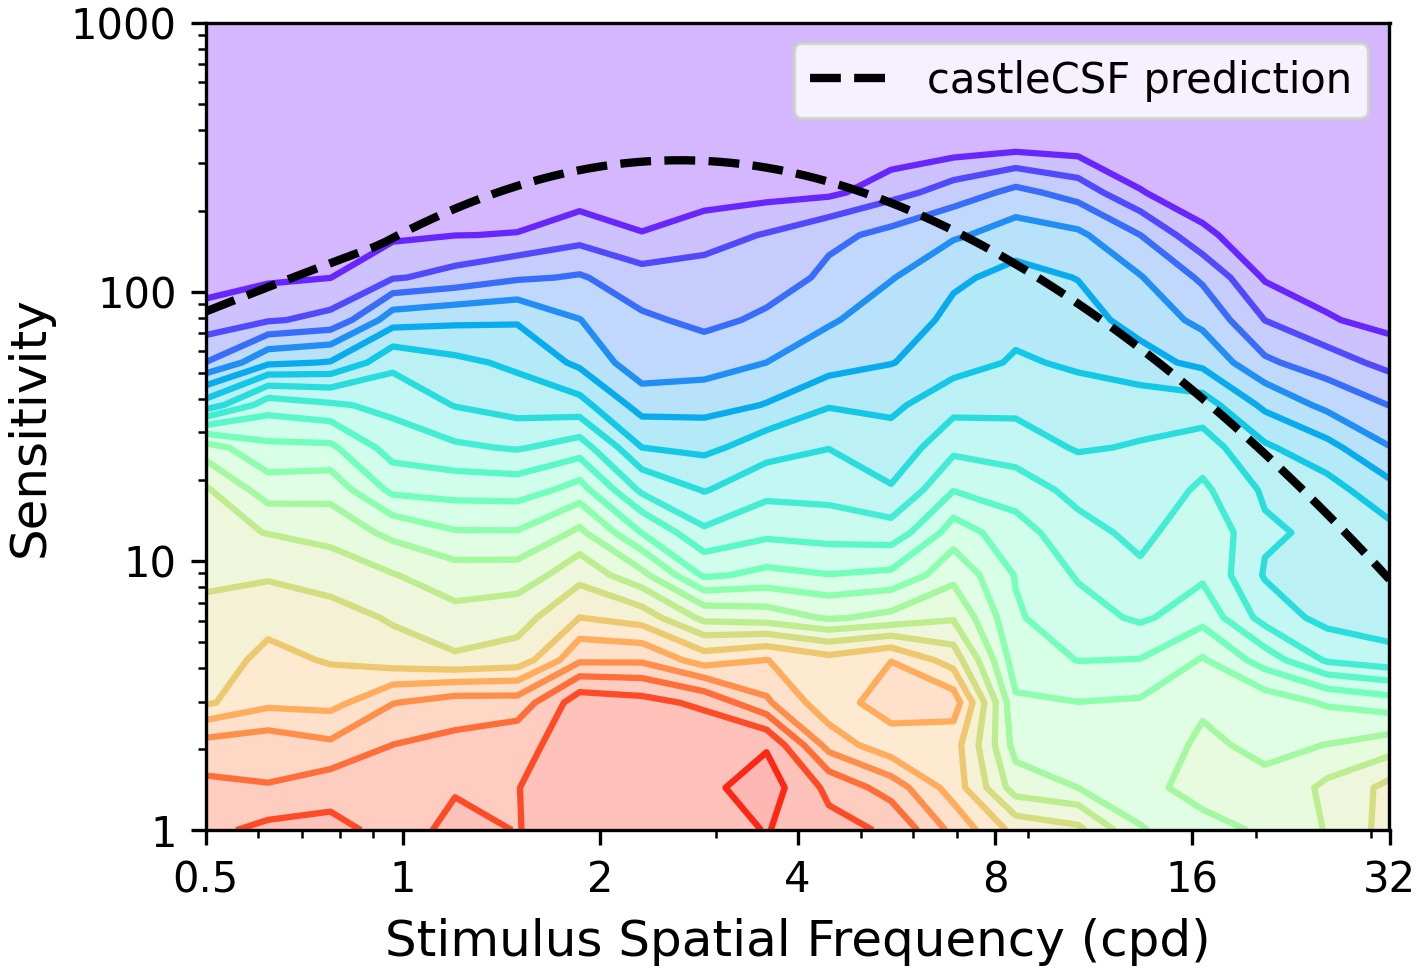 1000
100
10
1
Sensitivity
castleCSF prediction
0.5 1 2 4 8 16 32
Stimulus Spatial Frequency (cpd)